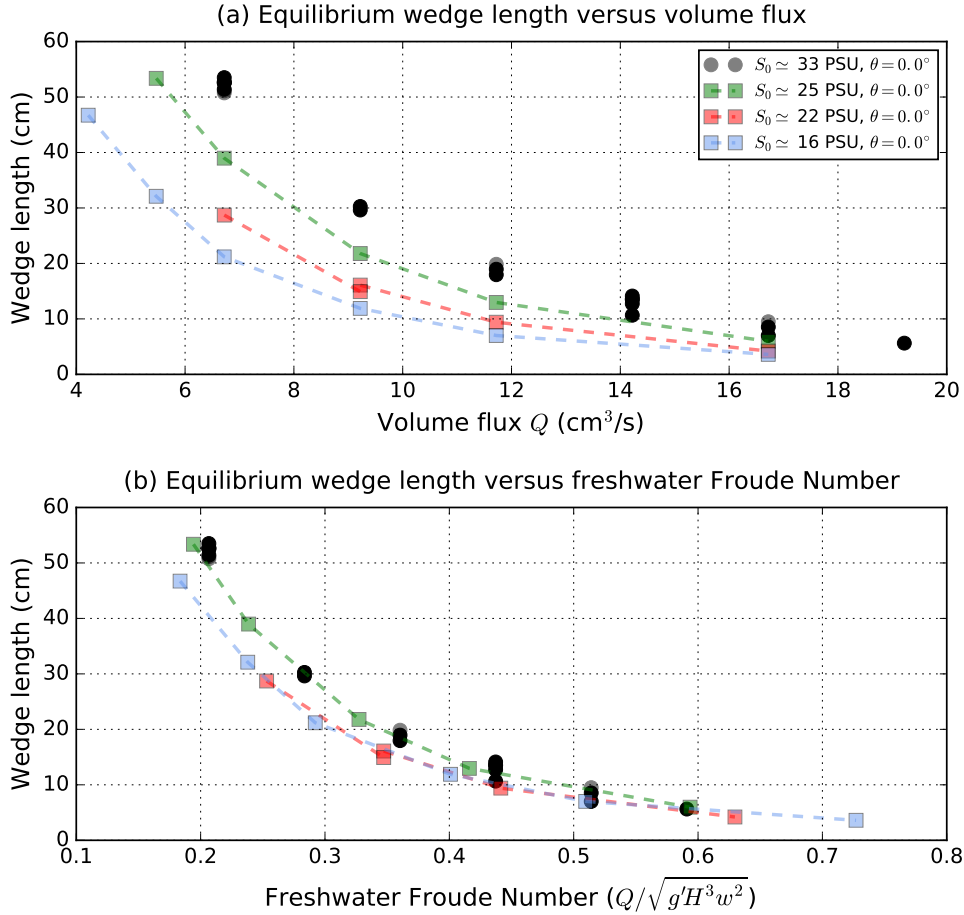 (a) Equilibrium wedge length versus volume flux
60
50
40
30
20
10
0
Wedge length (cm)
S₀ ≃ 33 PSU, θ = 0.0°
S₀ ≃ 25 PSU, θ = 0.0°
S₀ ≃ 22 PSU, θ = 0.0°
S₀ ≃ 16 PSU, θ = 0.0°
4 6 8 10 12 14 16 18 20
Volume flux Q (cm³/s)
(b) Equilibrium wedge length versus freshwater Froude Number
60
50
40
30
20
10
0
Wedge length (cm)
0.1 0.2 0.3 0.4 0.5 0.6 0.7 0.8
Freshwater Froude Number (Q/√g′H³w²)